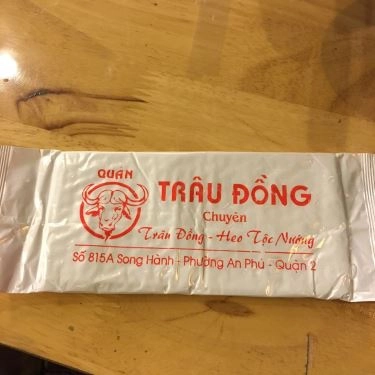 QUÁN
TRÂU ĐỒNG
Chuyên
Trâu Đồng - Heo Tộc Nướng
Số 815A Song Hành - Phường An Phú - Quận 2